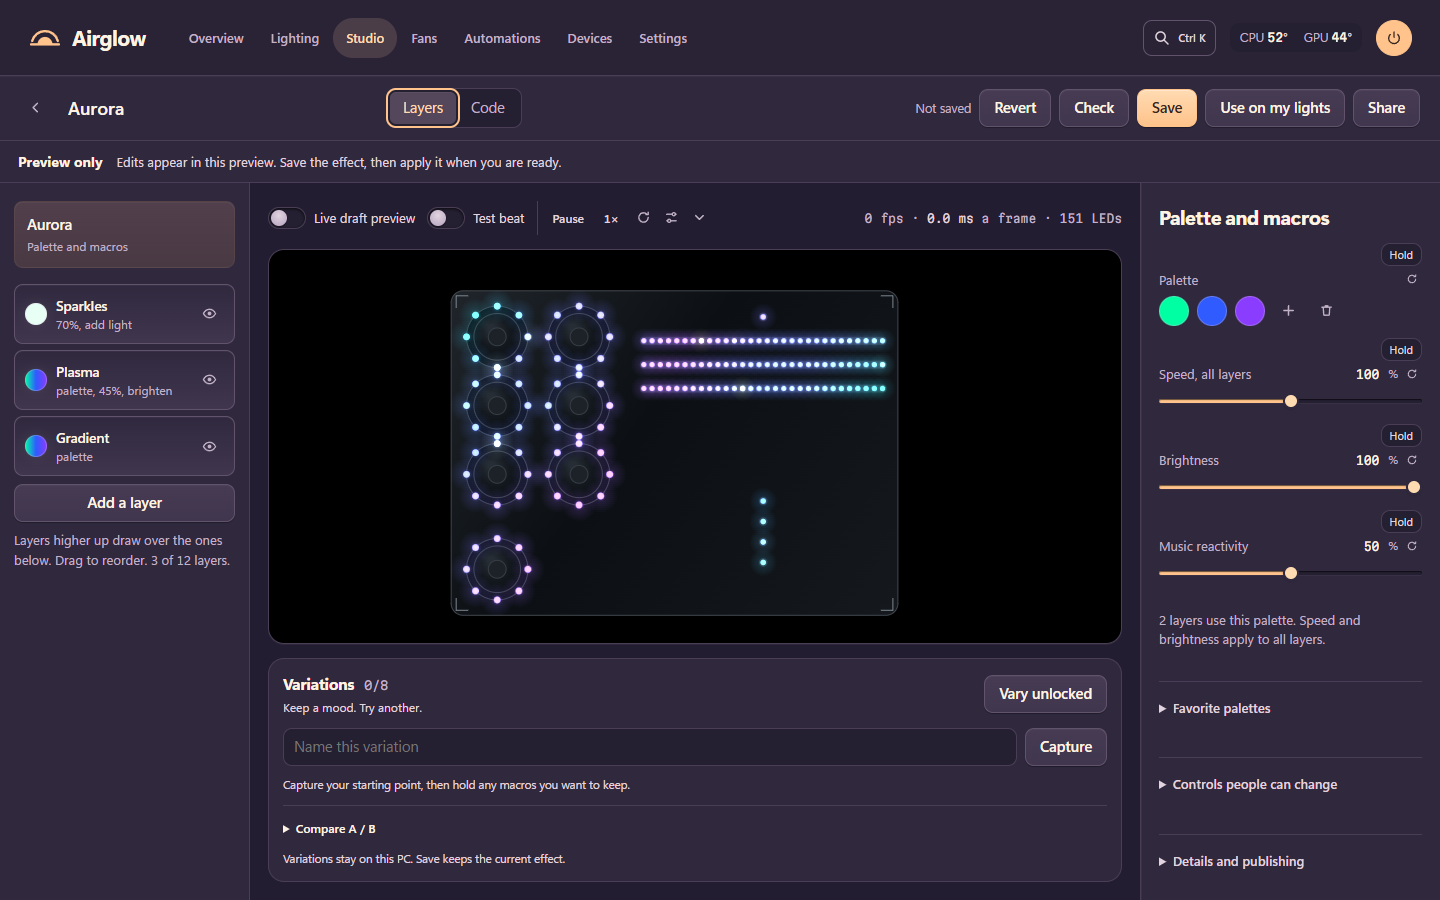 Airglow
Overview
Lighting
Studio
Fans
Automations
Devices
Settings
Ctrl K
CPU 52°
GPU 44°
Aurora
Layers
Code
Not saved
Revert
Check
Save
Use on my lights
Share
Preview only
Edits appear in this preview. Save the effect, then apply it when you are ready.
Aurora
Palette and macros
Sparkles
70%, add light
Plasma
palette, 45%, brighten
Gradient
palette
Add a layer
Layers higher up draw over the ones
below. Drag to reorder. 3 of 12 layers.
Live draft preview
Test beat
Pause
1×
0 fps · 0.0 ms a frame · 151 LEDs
Variations 0/8
Keep a mood. Try another.
Vary unlocked
Name this variation
Capture
Capture your starting point, then hold any macros you want to keep.
Compare A / B
Variations stay on this PC. Save keeps the current effect.
Palette and macros
Hold
Palette
Hold
Speed, all layers 100 %
Hold
Brightness 100 %
Hold
Music reactivity 50 %
2 layers use this palette. Speed and
brightness apply to all layers.
Favorite palettes
Controls people can change
Details and publishing